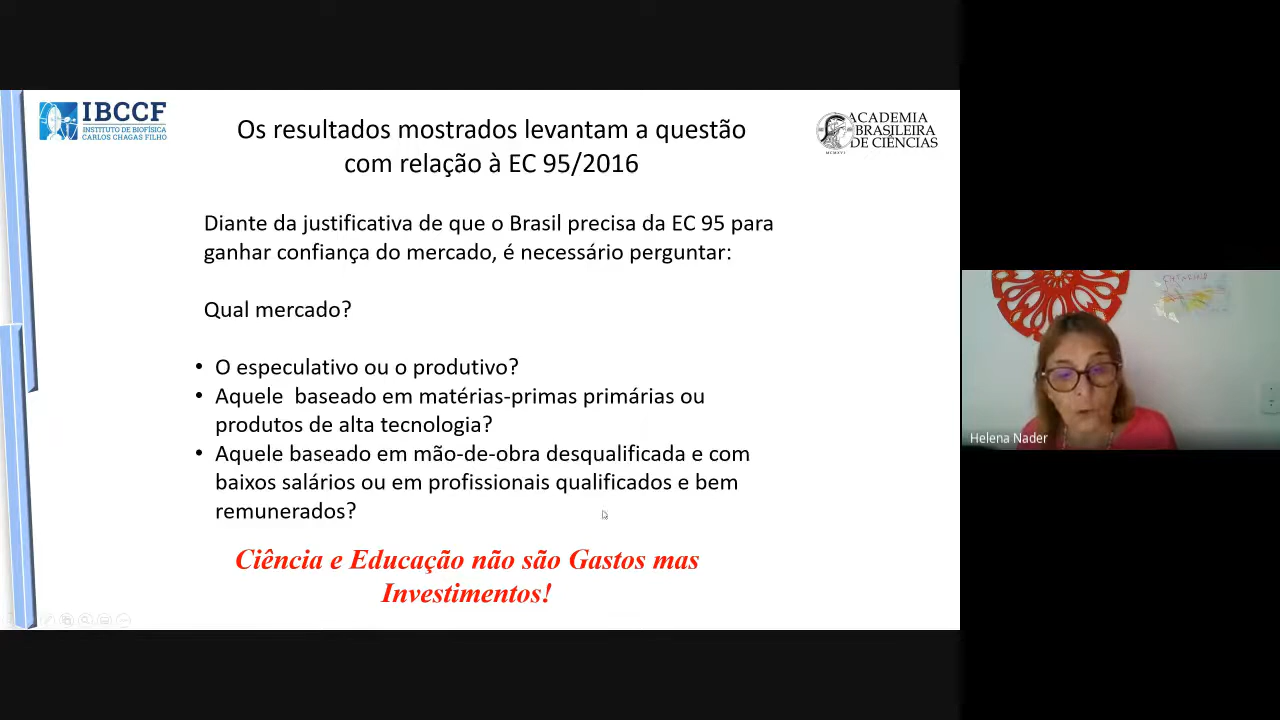 IBCCF
INSTITUTO DE BIOFÍSICA
CARLOS CHAGAS FILHO
Os resultados mostrados levantam a questão
com relação à EC 95/2016
ACADEMIA
BRASILEIRA
DE CIÊNCIAS
MCMXVI
Diante da justificativa de que o Brasil precisa da EC 95 para
ganhar confiança do mercado, é necessário perguntar:
Qual mercado?
• O especulativo ou o produtivo?
• Aquele baseado em matérias-primas primárias ou
produtos de alta tecnologia?
• Aquele baseado em mão-de-obra desqualificada e com
baixos salários ou em profissionais qualificados e bem
remunerados?
Ciência e Educação não são Gastos mas
Investimentos!
Helena Nader